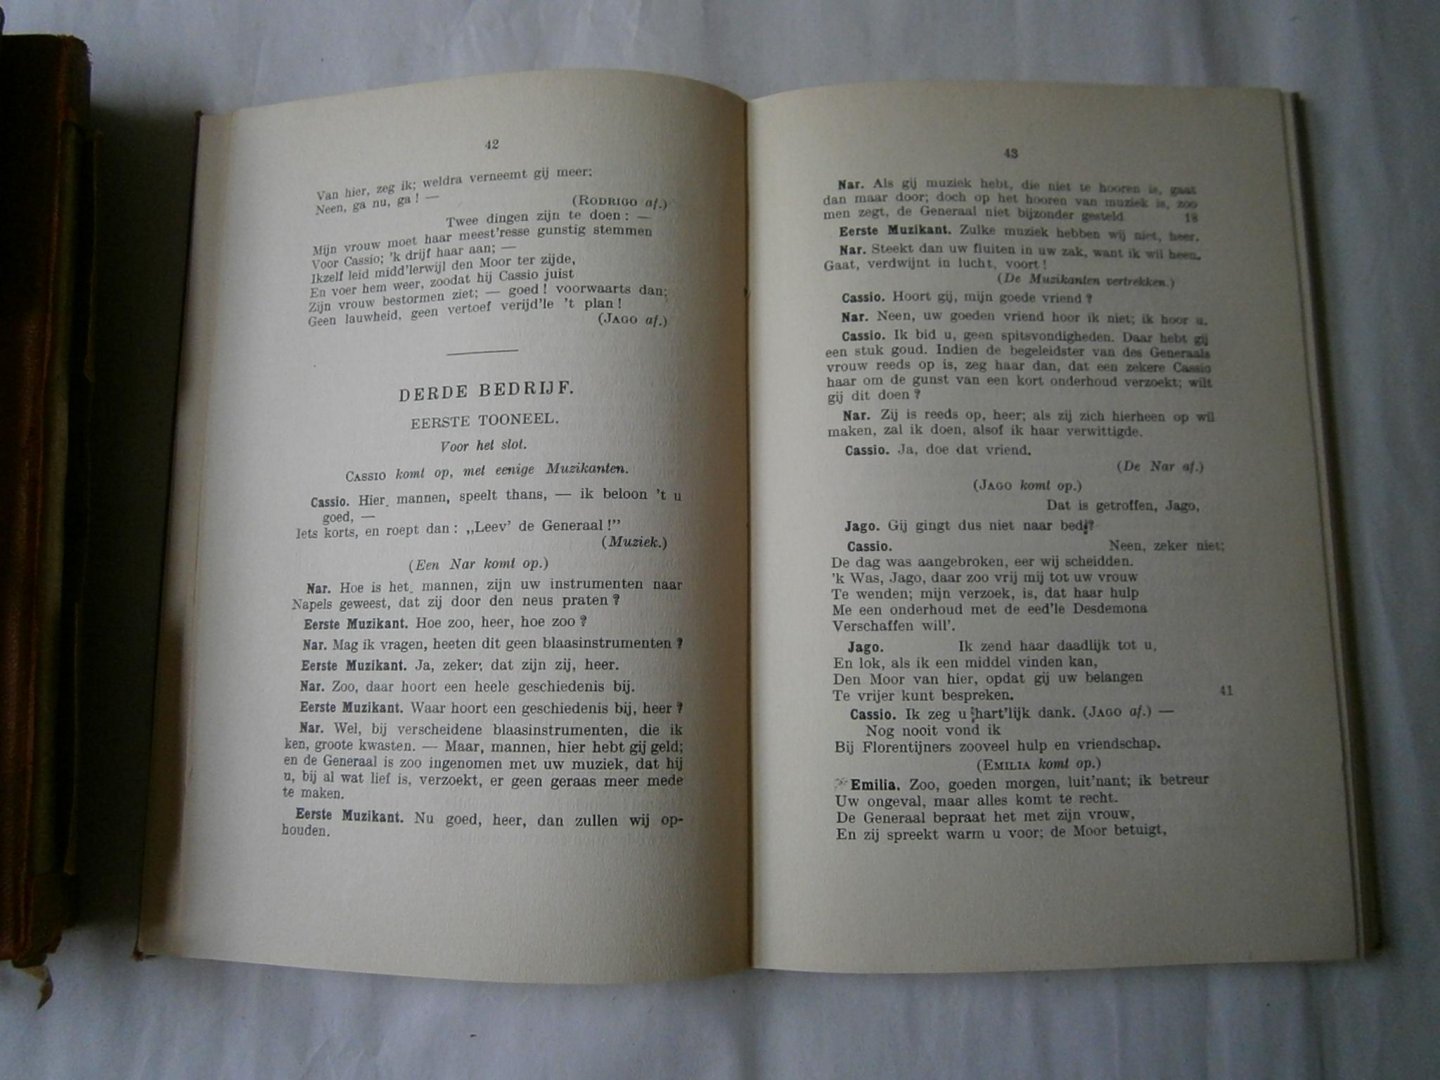 42
Van hier, zeg ik; weldra verneemt gij meer:
Neen, ga nu, ga! —
(RODRIGO af.)
Twee dingen zijn te doen: —
Mijn vrouw moet haar meest'resse gunstig stemmen
Voor Cassio; 'k drijf haar aan; —
Ikzelf leid midd'lerwijl den Moor ter zijde,
En voer hem weer, zoodat hij Cassio juist
Zijn vrouw bestormen ziet; — goed! voorwaarts dan;
Geen lauwheid, geen vertoef verijd'le 't plan!
(JAGO af.)
DERDE BEDRIJF.
EERSTE TOONEEL.
Voor het slot.
CASSIO komt op, met eenige Muzikanten.
Cassio. Hier, mannen, speelt thans, — ik beloon 't u
goed, —
Iets korts, en roept dan: „Leev' de Generaal!"
(Muziek.)
(Een Nar komt op.)
Nar. Hoe is het, mannen, zijn uw instrumenten naar
Napels geweest, dat zij door den neus praten?
Eerste Muzikant. Hoe zoo, heer, hoe zoo?
Nar. Mag ik vragen, heeten dit geen blaasinstrumenten?
Eerste Muzikant. Ja, zeker, dat zijn zij, heer.
Nar. Zoo, daar hoort een heele geschiedenis bij.
Eerste Muzikant. Waar hoort een geschiedenis bij, heer?
Nar. Wel, bij verscheidene blaasinstrumenten, die ik
ken, groote kwasten. — Maar, mannen, hier hebt gij geld;
en de Generaal is zoo ingenomen met uw muziek, dat hij
u, bij al wat lief is, verzoekt, er geen geraas meer mede
te maken.
Eerste Muzikant. Nu goed, heer, dan zullen wij op-
houden.
43
Nar. Als gij muziek hebt, die niet te hooren is, gaat
dan maar door; doch op het hooren van muziek is, zoo
men zegt, de Generaal niet bijzonder gesteld 18
Eerste Muzikant. Zulke muziek hebben wij niet, heer.
Nar. Steekt dan uw fluiten in uw zak, want ik wil heen.
Gaat, verdwijnt in lucht, voort!
(De Muzikanten vertrekken.)
Cassio. Hoort gij, mijn goede vriend?
Nar. Neen, uw goeden vriend hoor ik niet; ik hoor u.
Cassio. Ik bid u, geen spitsvondigheden. Daar hebt gij
een stuk goud. Indien de begeleidster van des Generaals
vrouw reeds op is, zeg haar dan, dat een zekere Cassio
haar om de gunst van een kort onderhoud verzoekt; wilt
gij dit doen?
Nar. Zij is reeds op, heer; als zij zich hierheen op wil
maken, zal ik doen, alsof ik haar verwittigde.
Cassio. Ja, doe dat vriend.
(De Nar af.)
(JAGO komt op.)
Dat is getroffen, Jago,
Jago. Gij gingt dus niet naar bed?
Cassio. Neen, zeker niet;
De dag was aangebroken, eer wij scheidden.
'k Was, Jago, daar zoo vrij mij tot uw vrouw
Te wenden; mijn verzoek, is, dat haar hulp
Me een onderhoud met de eed'le Desdemona
Verschaffen will'.
Jago. Ik zend haar daadlijk tot u,
En lok, als ik een middel vinden kan,
Den Moor van hier, opdat gij uw belangen
Te vrijer kunt bespreken. 41
Cassio. Ik zeg u hart'lijk dank. (JAGO af.) —
Nog nooit vond ik
Bij Florentijners zooveel hulp en vriendschap.
(EMILIA komt op.)
Emilia. Zoo, goeden morgen, luit'nant; ik betreur
Uw ongeval, maar alles komt te recht.
De Generaal bepraat het met zijn vrouw,
En zij spreekt warm u voor; de Moor betuigt,